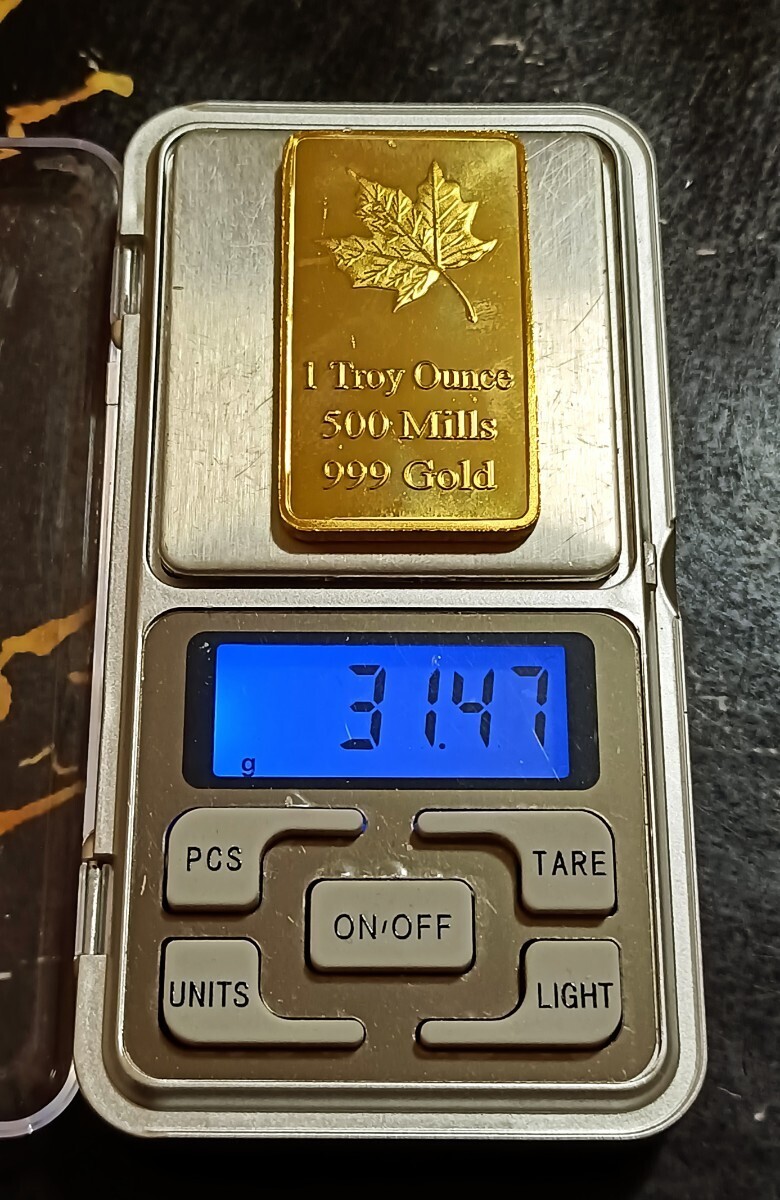 1 Troy Ounce
500 Mills
999 Gold
31.47
g
PCS
TARE
ON/OFF
UNITS
LIGHT